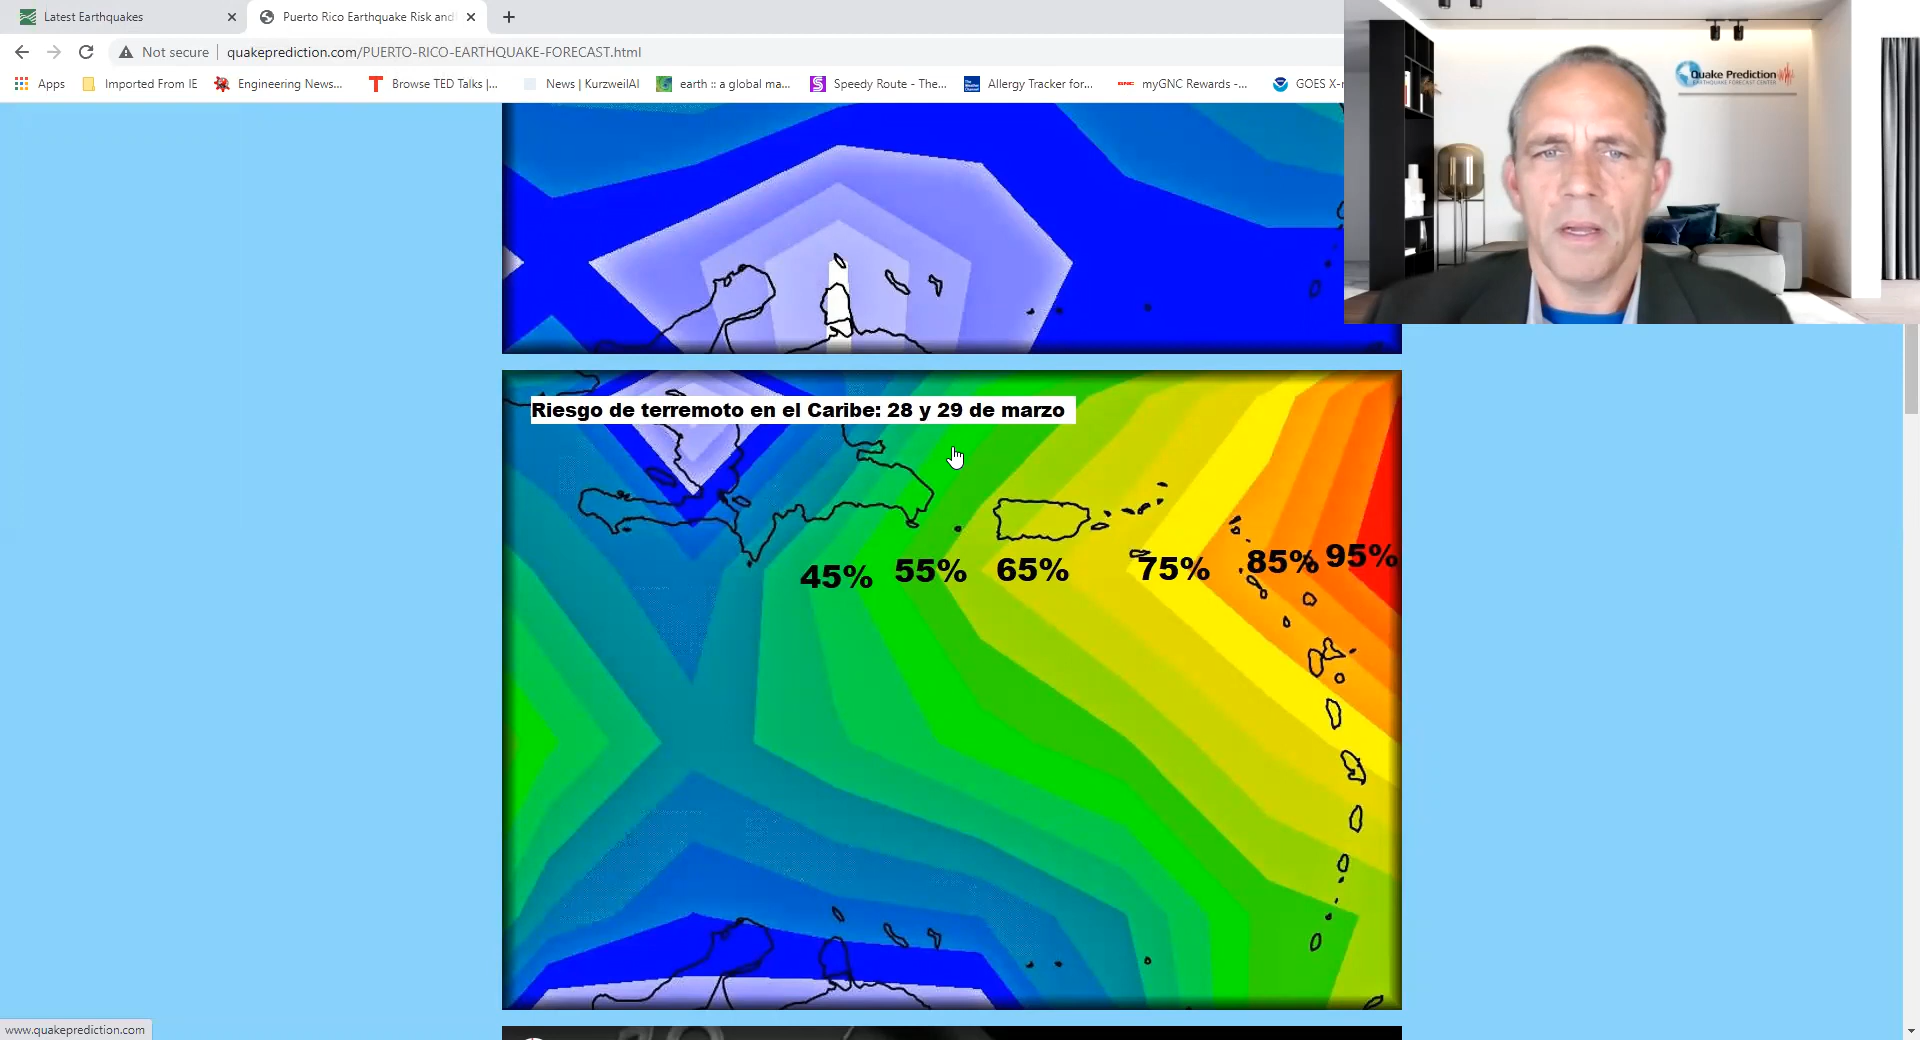 Latest Earthquakes
Puerto Rico Earthquake Risk and
Not secure
quakeprediction.com/PUERTO-RICO-EARTHQUAKE-FORECAST.html
Apps
Imported From IE
Engineering News...
Browse TED Talks |...
News | KurzweilAI
earth :: a global ma...
Speedy Route - The...
Allergy Tracker for...
myGNC Rewards -...
GOES X-r
Quake Prediction
EARTHQUAKE FORECAST CENTER
Riesgo de terremoto en el Caribe: 28 y 29 de marzo
45% 55% 65% 75% 85% 95%
www.quakeprediction.com